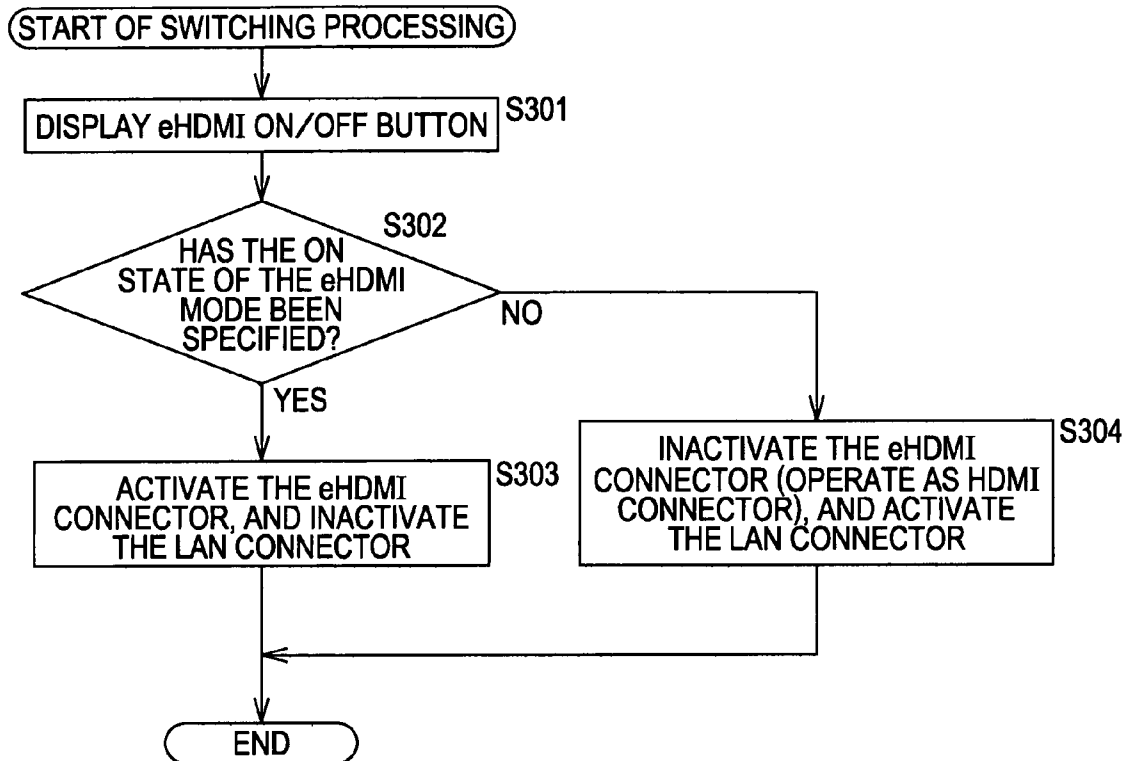 START OF SWITCHING PROCESSING
DISPLAY eHDMI ON/OFF BUTTON
S301
S302
HAS THE ON
STATE OF THE eHDMI
MODE BEEN
SPECIFIED?
NO
YES
ACTIVATE THE eHDMI
CONNECTOR, AND INACTIVATE
THE LAN CONNECTOR
S303
INACTIVATE THE eHDMI
CONNECTOR (OPERATE AS HDMI
CONNECTOR), AND ACTIVATE
THE LAN CONNECTOR
S304
END